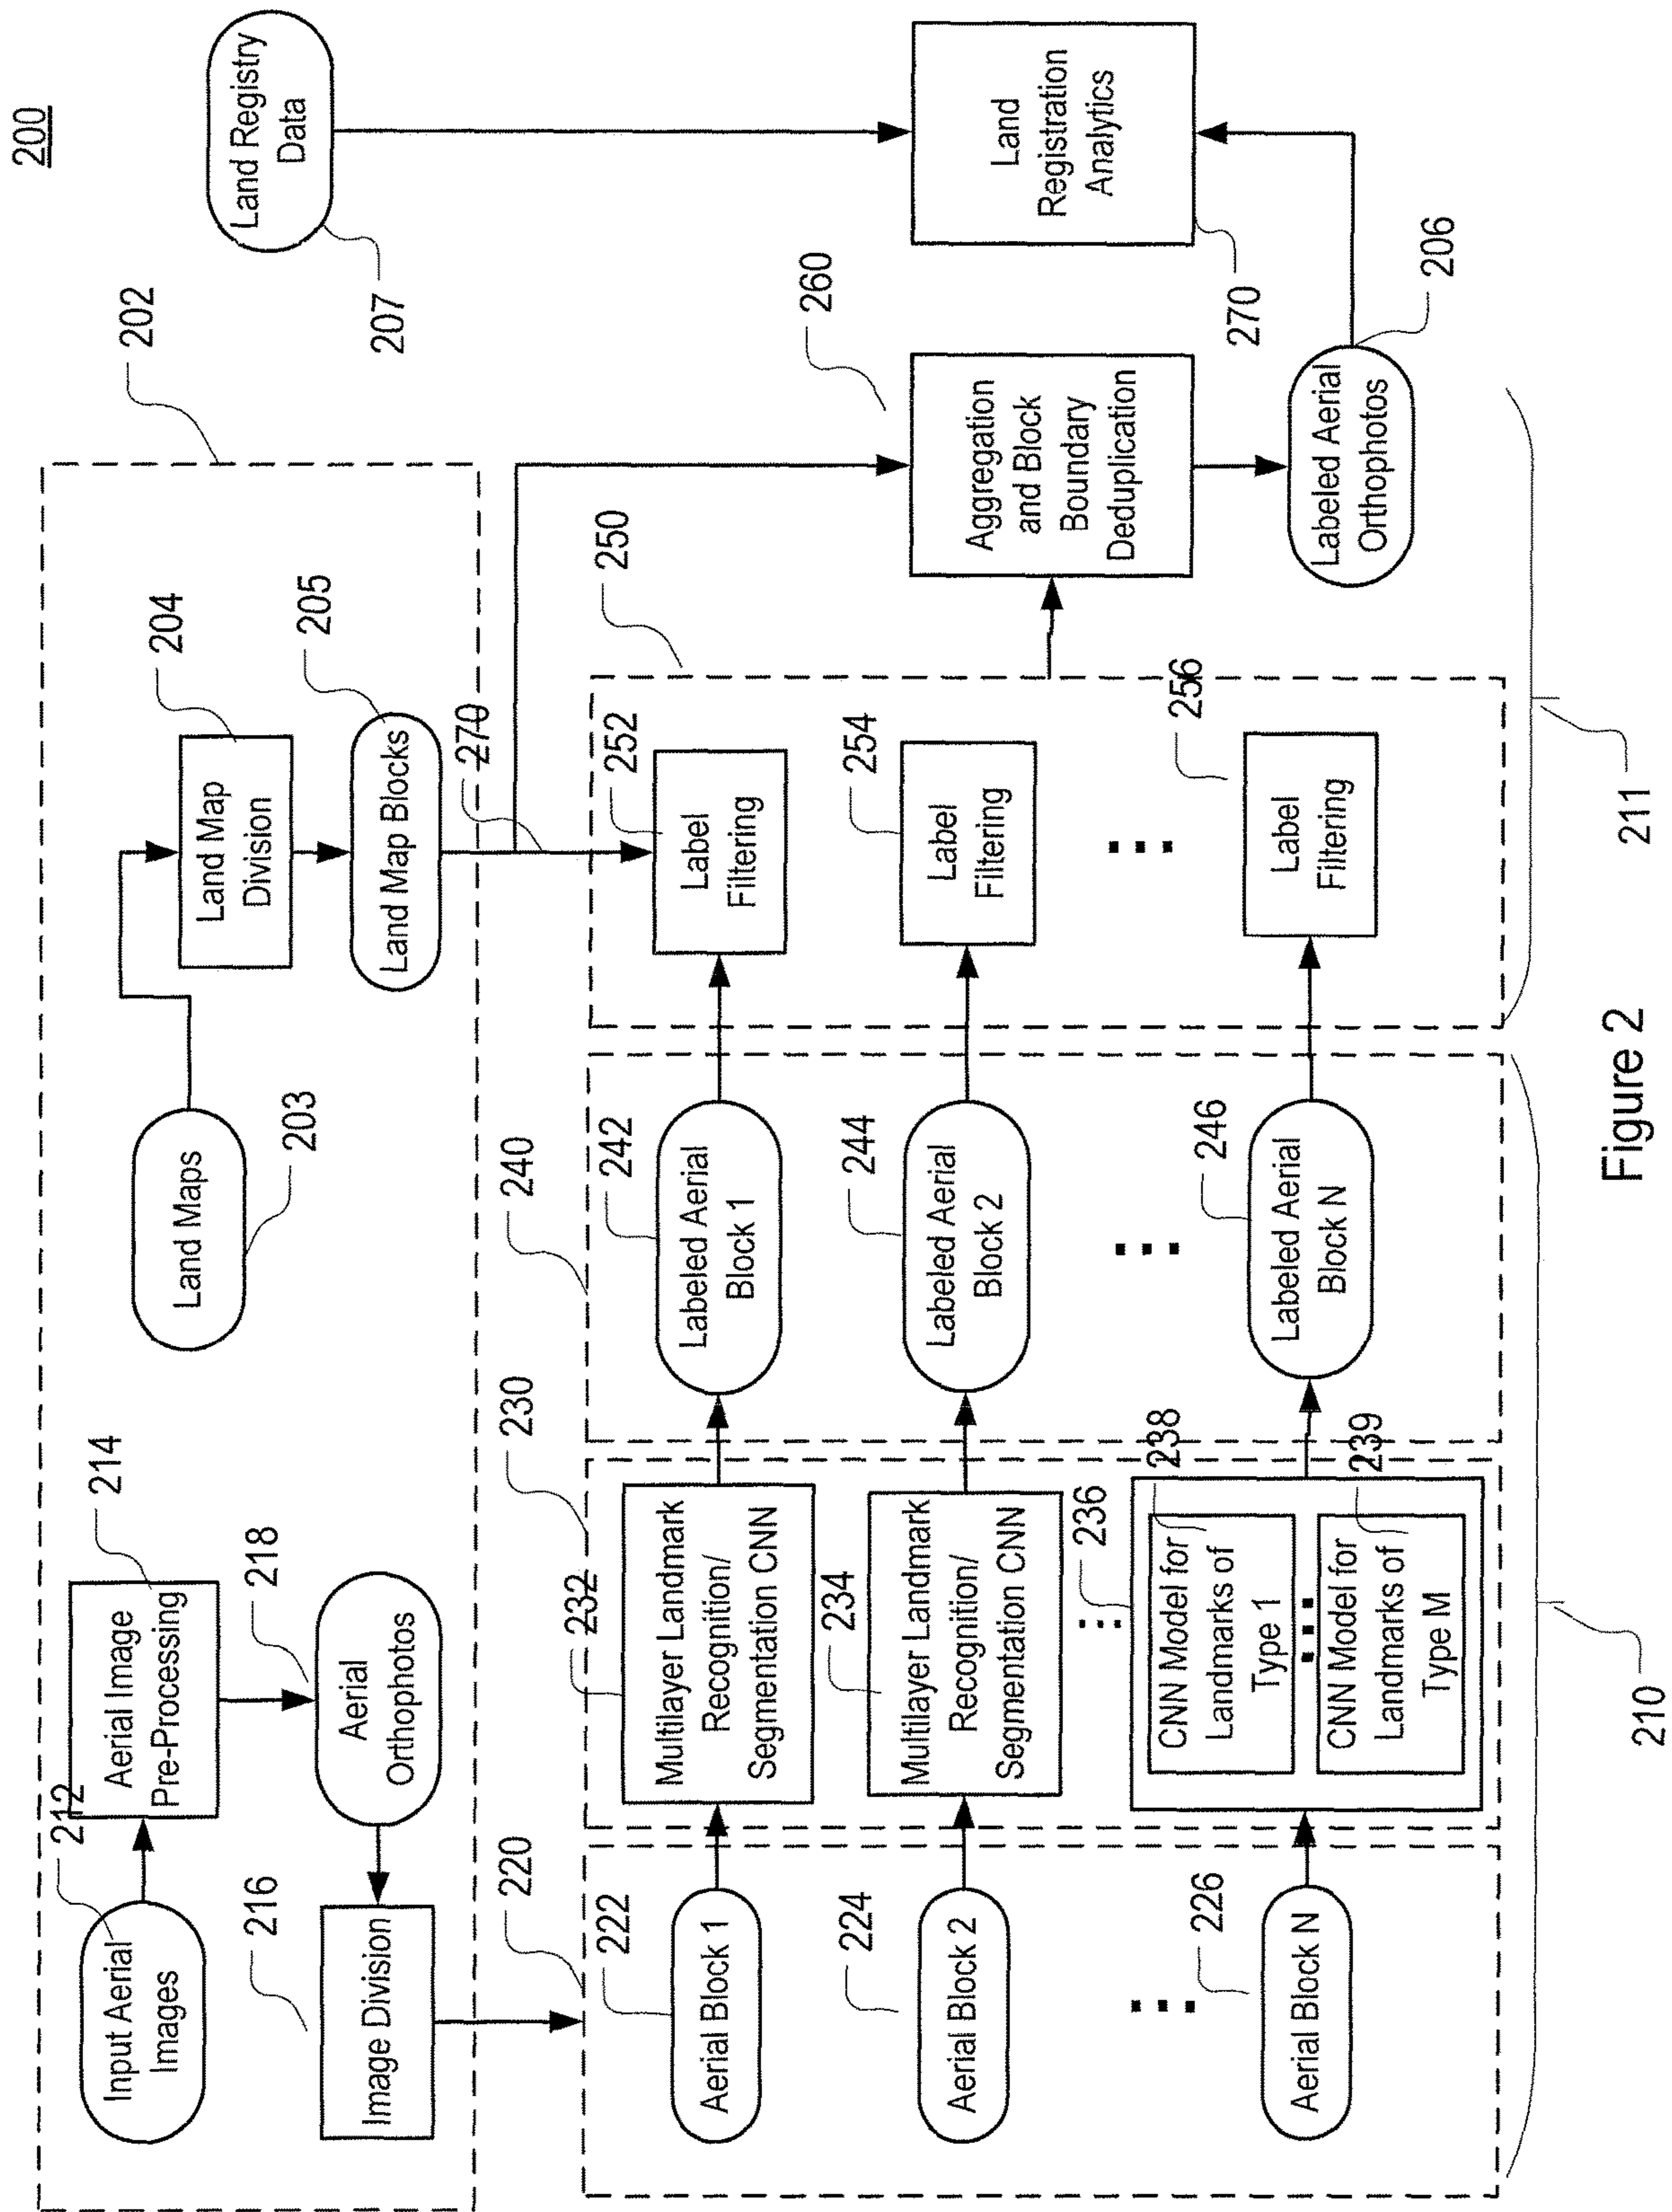 200
202
Input Aerial
Images
212
Aerial Image
Pre-Processing
214
218
Aerial
Orthophotos
216
Image Division
Land Maps
203
204
Land Map
Division
205
Land Map Blocks
270
Land Registry
Data
207
220
222
Aerial Block 1
224
Aerial Block 2
226
Aerial Block N
230
232
Multilayer Landmark
Recognition/
Segmentation CNN
234
Multilayer Landmark
Recognition/
Segmentation CNN
236
238
CNN Model for
Landmarks of
Type 1
239
CNN Model for
Landmarks of
Type M
240
242
Labeled Aerial
Block 1
244
Labeled Aerial
Block 2
246
Labeled Aerial
Block N
250
252
Label
Filtering
254
Label
Filtering
256
Label
Filtering
260
Aggregation
and Block
Boundary
Deduplication
Land
Registration
Analytics
270
Labeled Aerial
Orthophotos
206
210
211
Figure 2